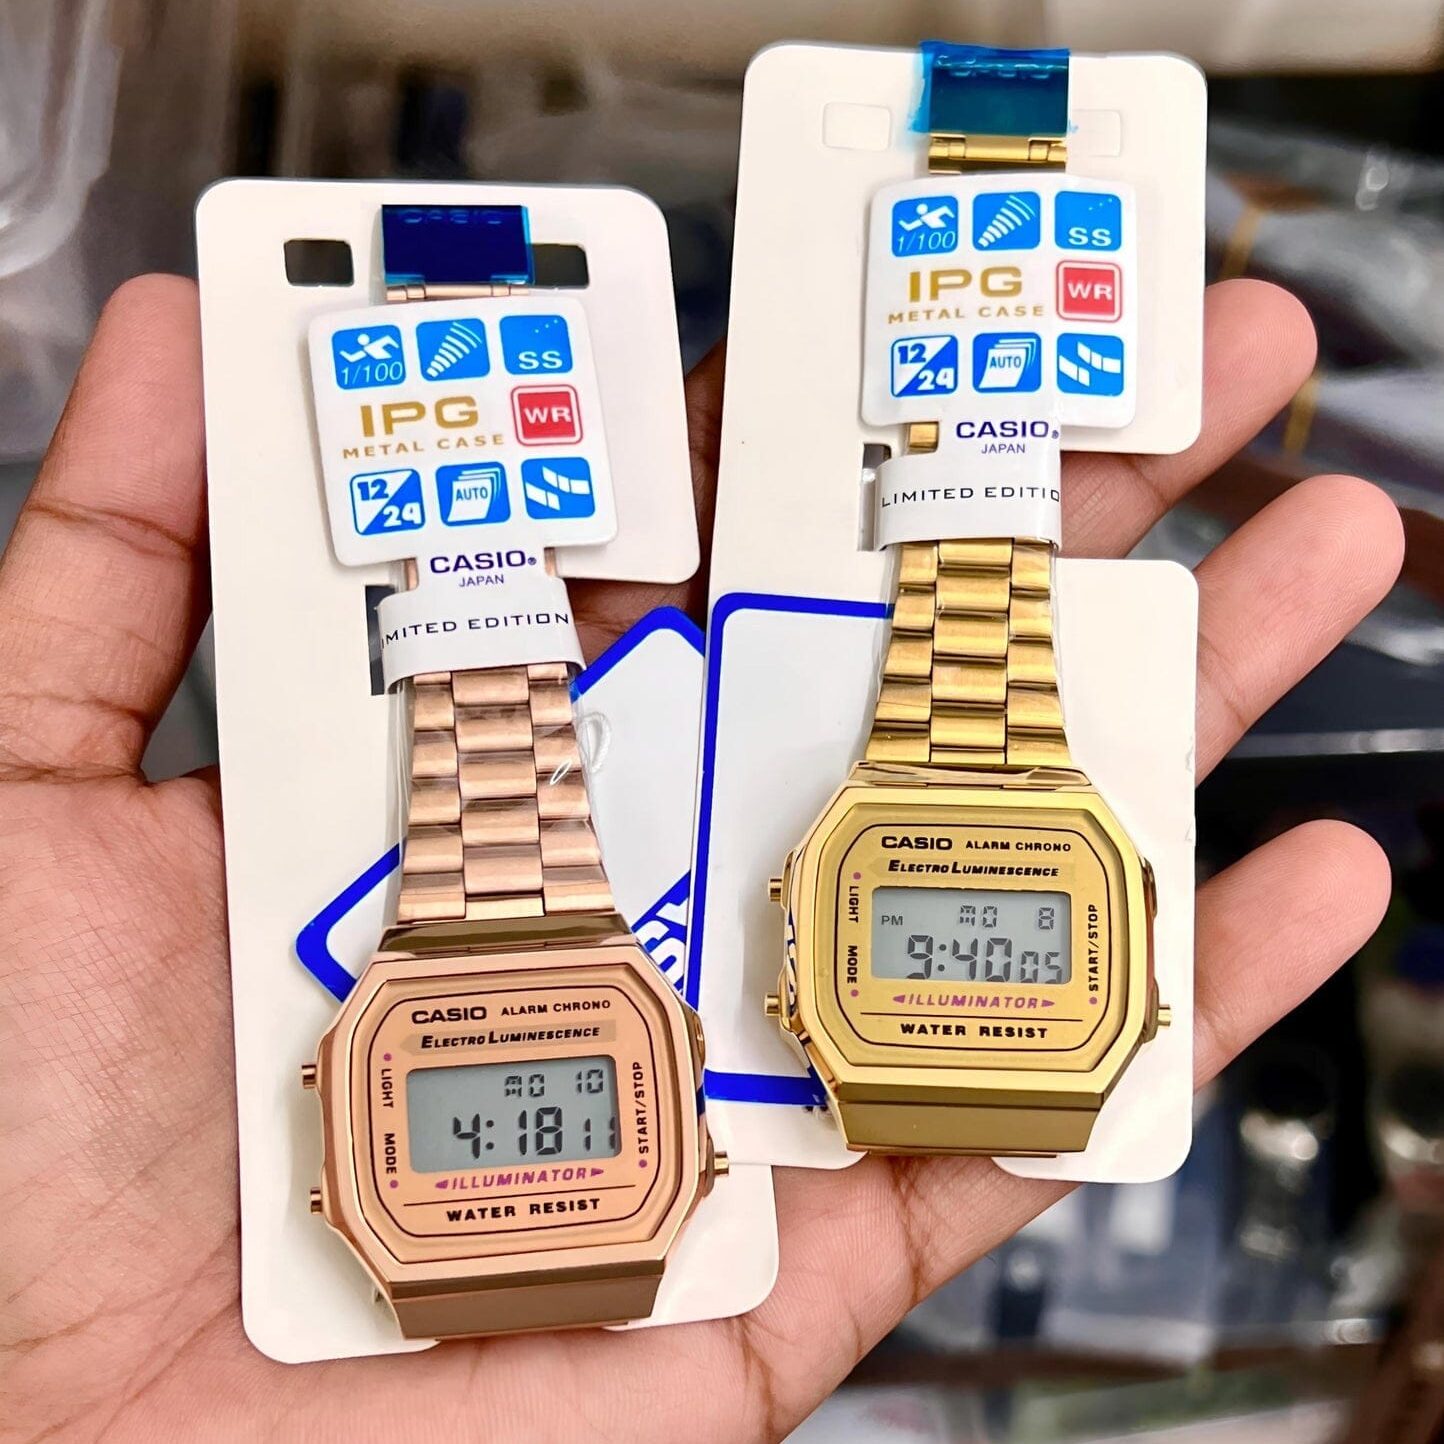 CASIO
1/100
SS
IPG
WR
METAL CASE
12/24
AUTO
CASIO®
JAPAN
IMITED EDITION
CASIO ALARM CHRONO
ELECTRO LUMINESCENCE
LIGHT
MODE
MO 10
4:18 11
START/STOP
ILLUMINATOR
WATER RESIST
1/100
SS
IPG
WR
METAL CASE
12/24
AUTO
CASIO®
JAPAN
LIMITED EDITIO
CASIO ALARM CHRONO
ELECTRO LUMINESCENCE
LIGHT
MODE
PM MO 8
9:40 05
START/STOP
ILLUMINATOR
WATER RESIST